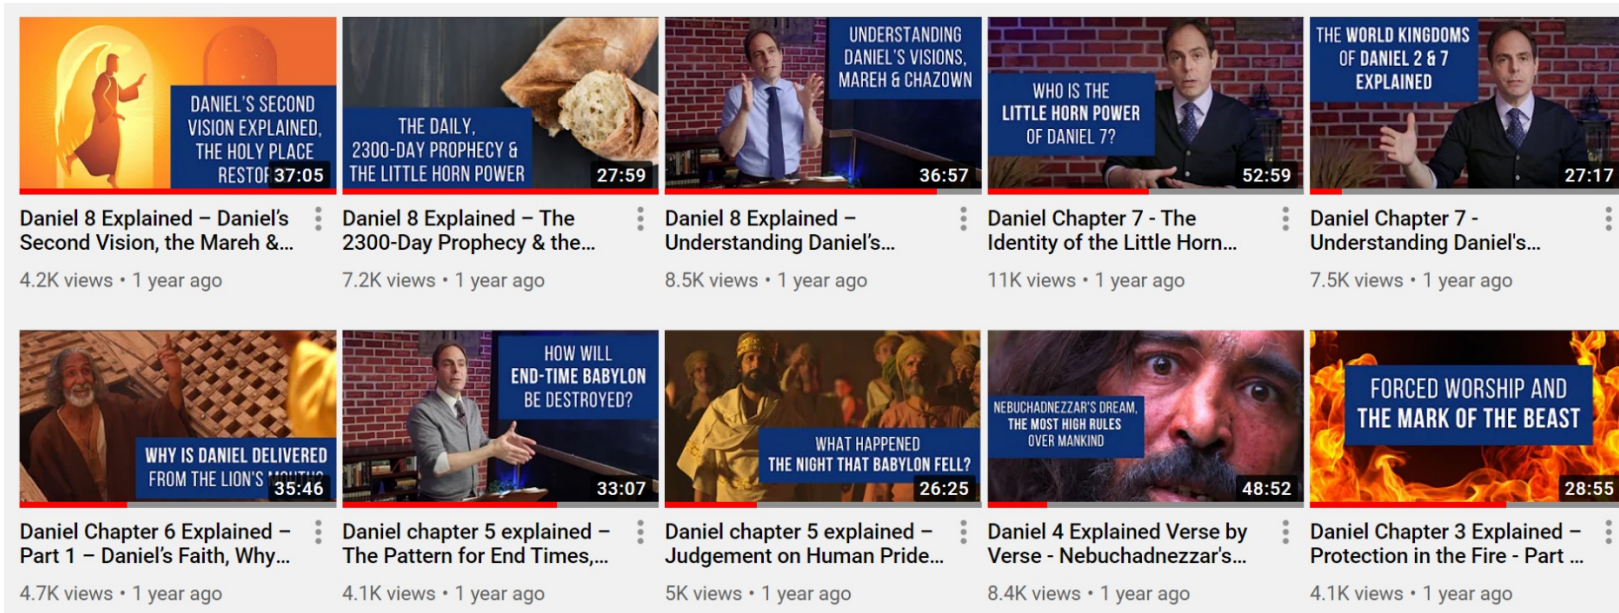 DANIEL'S SECOND
VISION EXPLAINED,
THE HOLY PLACE
37:05
Daniel 8 Explained – Daniel's
Second Vision, the Mareh &...
4.2K views • 1 year ago
THE DAILY,
2300-DAY PROPHECY &
THE LITTLE HORN POWER
27:59
Daniel 8 Explained – The
2300-Day Prophecy & the...
7.2K views • 1 year ago
UNDERSTANDING
DANIEL'S VISIONS,
MAREH & CHAZOWN
36:57
Daniel 8 Explained –
Understanding Daniel's...
8.5K views • 1 year ago
WHO IS THE
LITTLE HORN POWER
OF DANIEL 7?
52:59
Daniel Chapter 7 - The
Identity of the Little Horn...
11K views • 1 year ago
THE WORLD KINGDOMS
OF DANIEL 2 & 7
EXPLAINED
27:17
Daniel Chapter 7 -
Understanding Daniel's...
7.5K views • 1 year ago
WHY IS DANIEL DELIVERED
FROM THE LION'S
35:46
Daniel Chapter 6 Explained –
Part 1 – Daniel's Faith, Why...
4.7K views • 1 year ago
HOW WILL
END-TIME BABYLON
BE DESTROYED?
33:07
Daniel chapter 5 explained –
The Pattern for End Times,...
4.1K views • 1 year ago
WHAT HAPPENED
THE NIGHT THAT BABYLON FELL?
26:25
Daniel chapter 5 explained –
Judgement on Human Pride...
5K views • 1 year ago
NEBUCHADNEZZAR'S DREAM,
THE MOST HIGH RULES
OVER MANKIND
48:52
Daniel 4 Explained Verse by
Verse - Nebuchadnezzar's...
8.4K views • 1 year ago
FORCED WORSHIP AND
THE MARK OF THE BEAST
28:55
Daniel Chapter 3 Explained –
Protection in the Fire - Part ...
4.1K views • 1 year ago